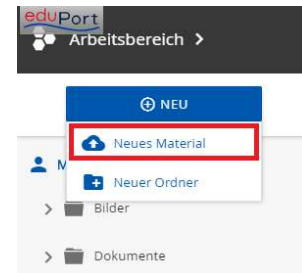 eduPort
Arbeitsbereich >
NEU
Neues Material
M
Neuer Ordner
> Bilder
> Dokumente